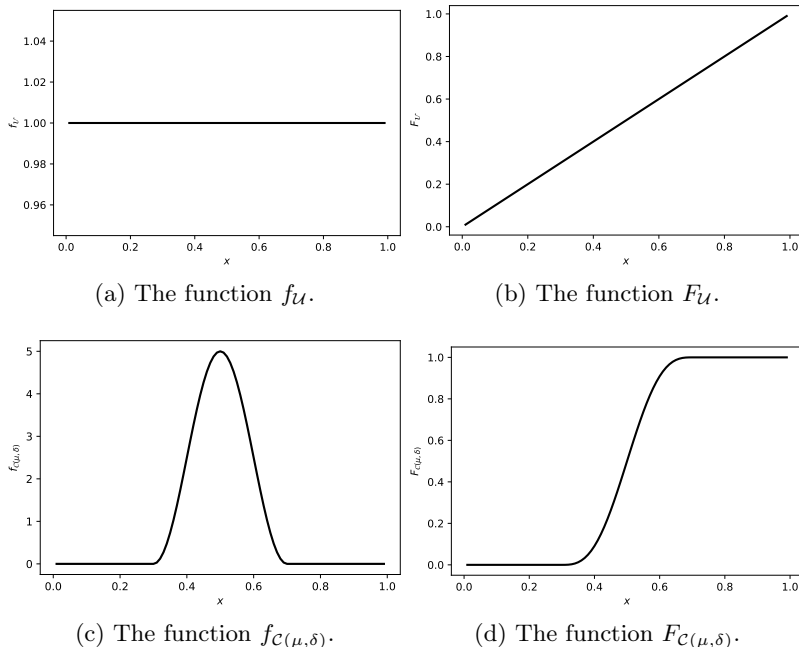 1.04
1.02
1.00
0.98
0.96
f_𝒰
0.0 0.2 0.4 0.6 0.8 1.0
x
(a) The function f_𝒰.
1.0
0.8
0.6
0.4
0.2
0.0
F_𝒰
0.0 0.2 0.4 0.6 0.8 1.0
x
(b) The function F_𝒰.
5
4
3
2
1
0
f_𝒞(μ,δ)
0.0 0.2 0.4 0.6 0.8 1.0
x
(c) The function f_𝒞(μ,δ).
1.0
0.8
0.6
0.4
0.2
0.0
F_𝒞(μ,δ)
0.0 0.2 0.4 0.6 0.8 1.0
x
(d) The function F_𝒞(μ,δ).